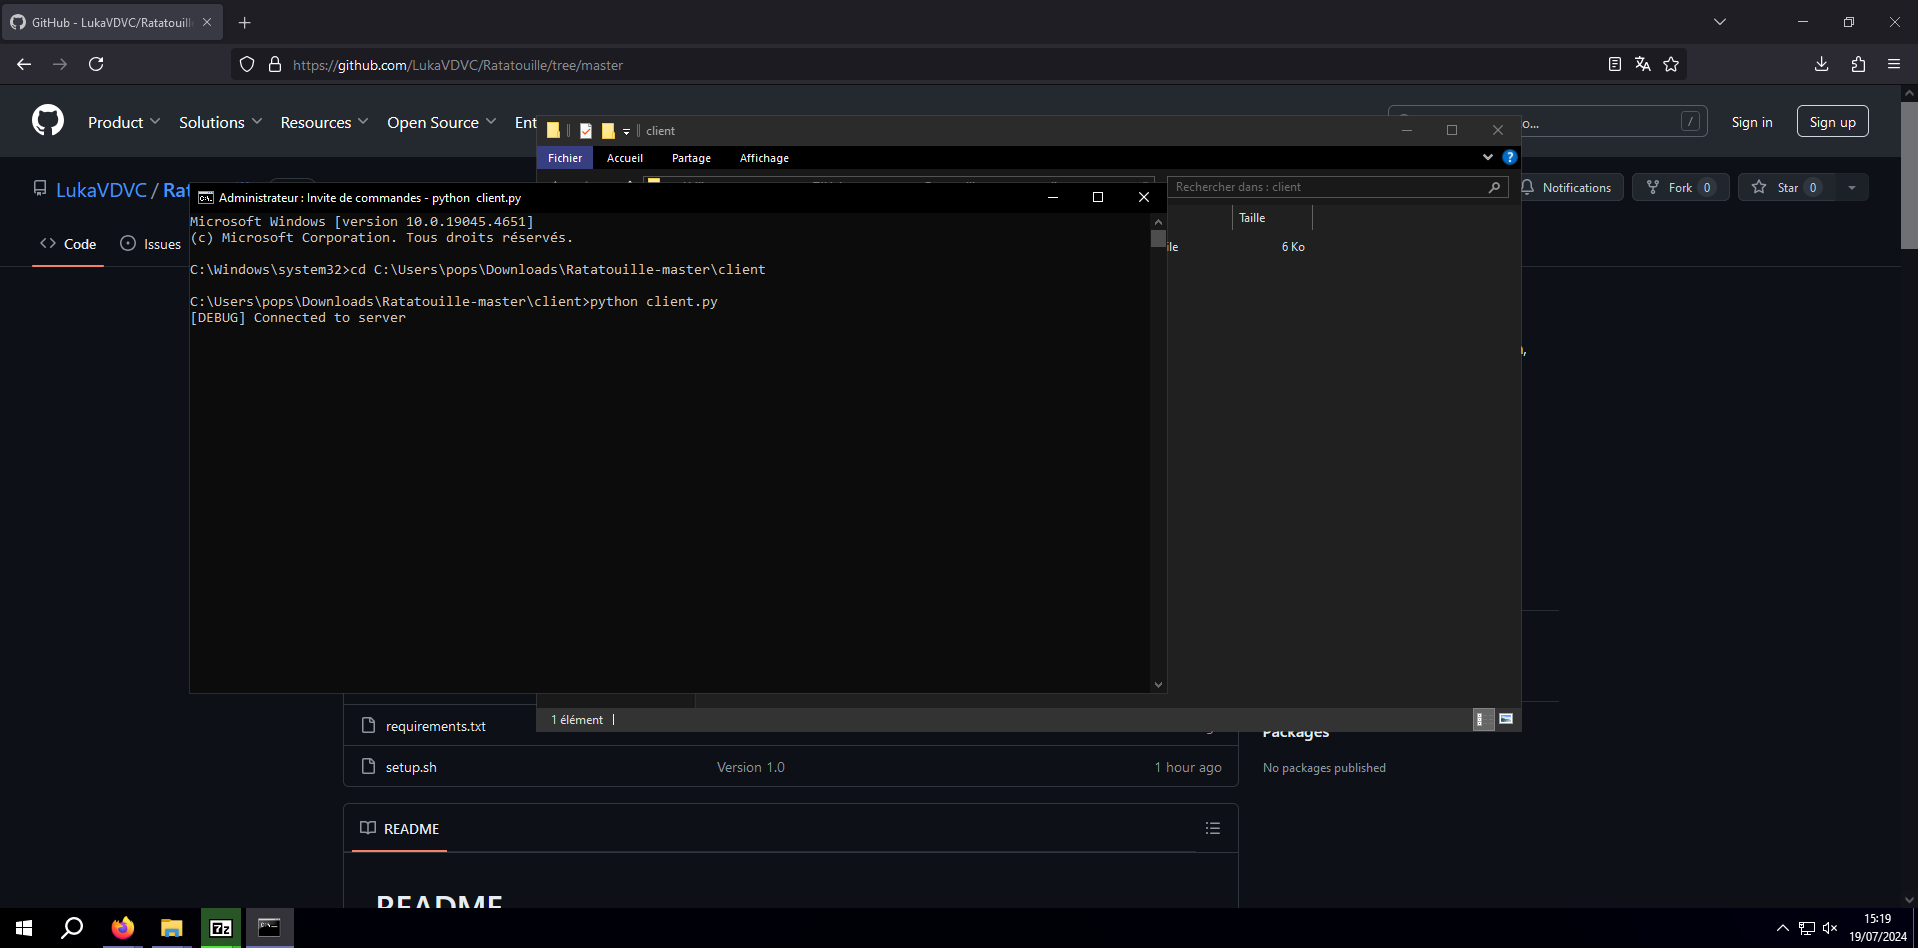 GitHub - LukaVDVC/Ratatouill
https://github.com/LukaVDVC/Ratatouille/tree/master
Product
Solutions
Resources
Open Source
Ent
o...
/
Sign in
Sign up
client
Fichier
Accueil
Partage
Affichage
?
LukaVDVC / Rat
Rechercher dans : client
Notifications
Fork 0
Star 0
Administrateur : Invite de commandes - python client.py
Taille
ile
6 Ko
Code
Issues
Microsoft Windows [version 10.0.19045.4651]
(c) Microsoft Corporation. Tous droits réservés.
C:\Windows\system32>cd C:\Users\pops\Downloads\Ratatouille-master\client
C:\Users\pops\Downloads\Ratatouille-master\client>python client.py
[DEBUG] Connected to server
1 élément
requirements.txt
Packages
setup.sh
Version 1.0
1 hour ago
No packages published
README
README
7z
15:19
19/07/2024